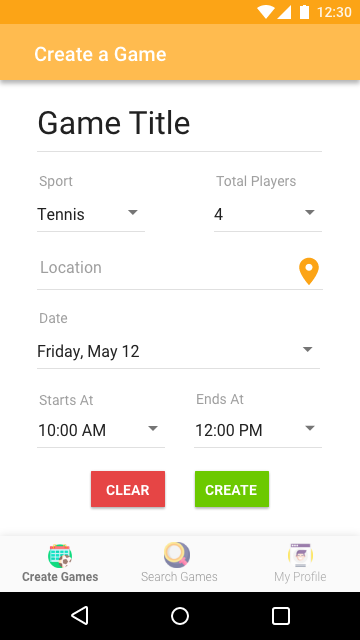 12:30
Create a Game
Game Title
Sport Total Players
Tennis 4
Location
Date
Friday, May 12
Starts At Ends At
10:00 AM 12:00 PM
CLEAR CREATE
Create Games Search Games My Profile